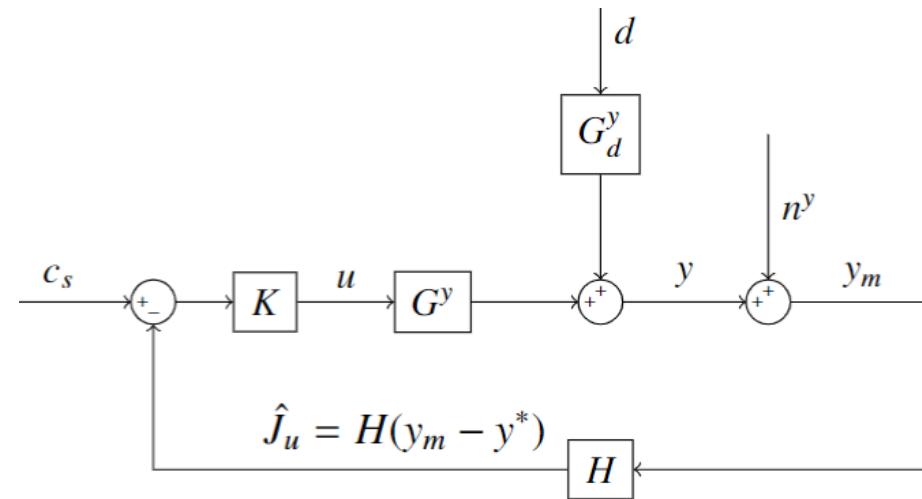 d
G_d^y
n^y
c_s
+
−
K
u
G^y
+
+
y
+
+
y_m
Ĵ_u = H(y_m − y^*)
H